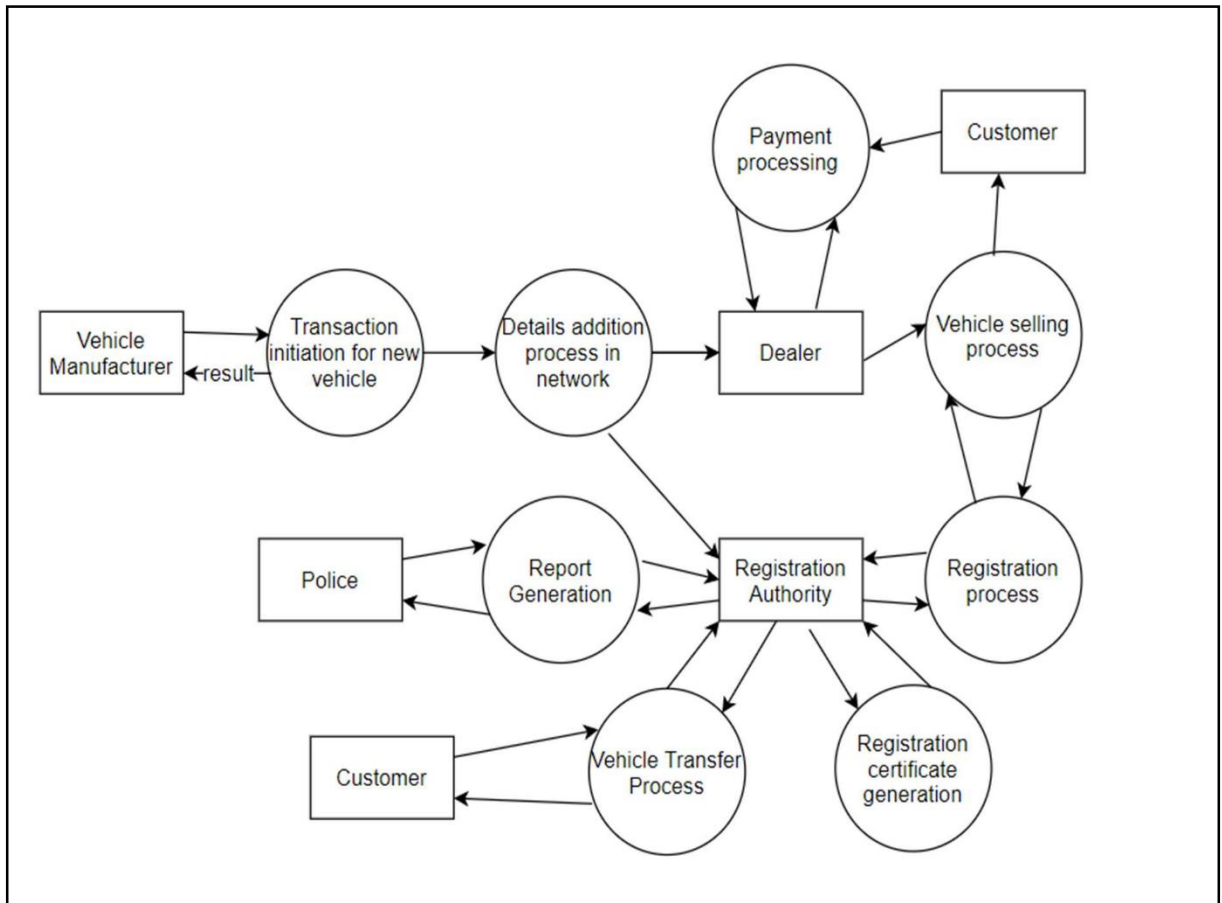 Payment
processing
Customer
Vehicle
Manufacturer
result
Transaction
initiation for new
vehicle
Details addition
process in
network
Dealer
Vehicle selling
process
Police
Report
Generation
Registration
Authority
Registration
process
Customer
Vehicle Transfer
Process
Registration
certificate
generation